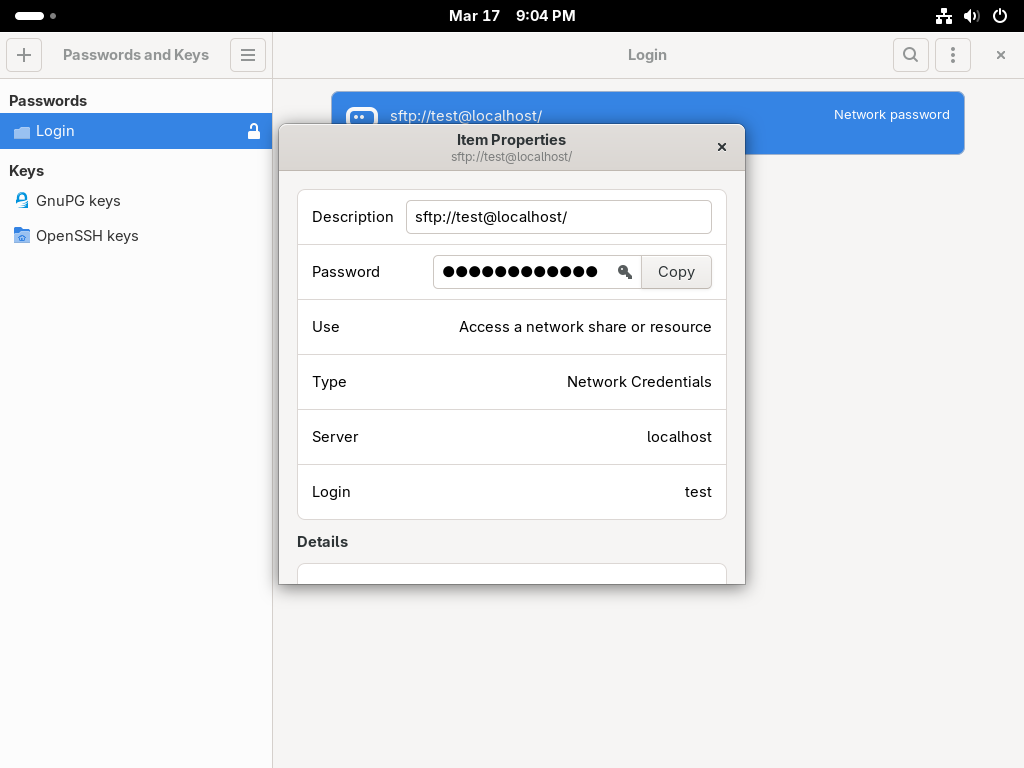 Mar 17 9:04 PM
Passwords and Keys
Login
Passwords
Login
Keys
GnuPG keys
OpenSSH keys
sftp://test@localhost/
Network password
Item Properties
sftp://test@localhost/
Description sftp://test@localhost/
Password ●●●●●●●●●●●● Copy
Use Access a network share or resource
Type Network Credentials
Server localhost
Login test
Details